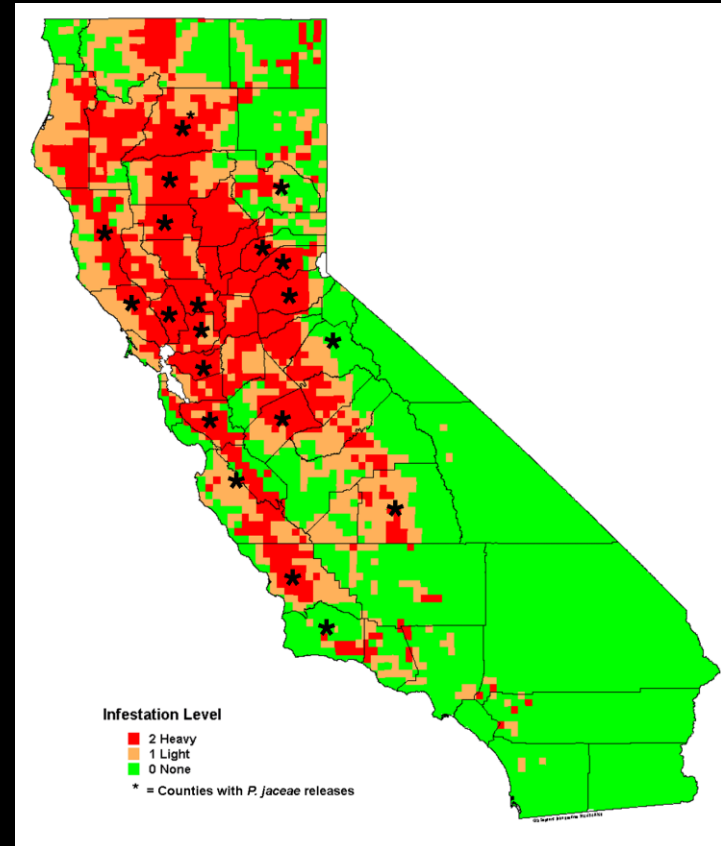 Infestation Level
2 Heavy
1 Light
0 None
* = Counties with P. jaceae releases